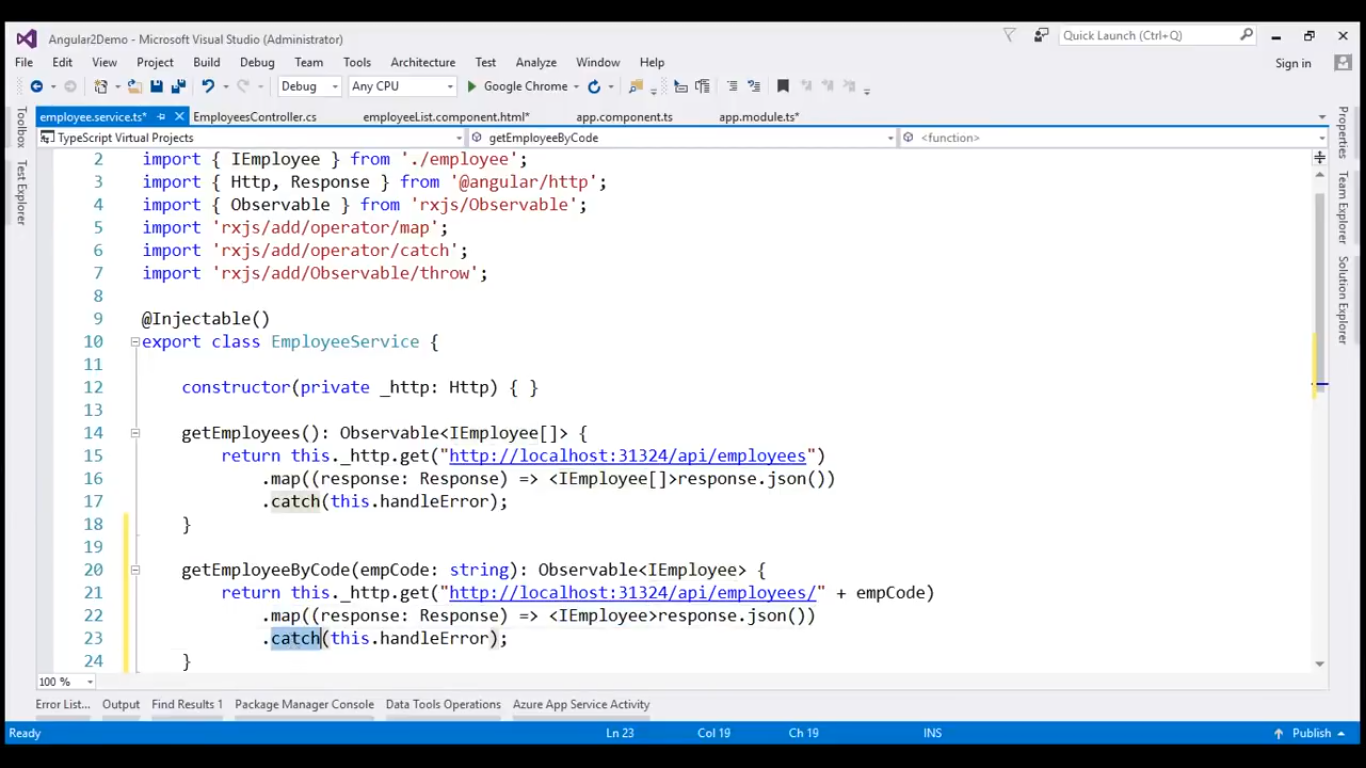 Angular2Demo - Microsoft Visual Studio (Administrator)
Quick Launch (Ctrl+Q)
File Edit View Project Build Debug Team Tools Architecture Test Analyze Window Help
Sign in
Debug Any CPU Google Chrome
employee.service.ts* EmployeesController.cs employeeList.component.html* app.component.ts app.module.ts*
TypeScript Virtual Projects getEmployeeByCode <function>
Toolbox
Test Explorer
Properties
Team Explorer
Solution Explorer
2 import { IEmployee } from './employee';
3 import { Http, Response } from '@angular/http';
4 import { Observable } from 'rxjs/Observable';
5 import 'rxjs/add/operator/map';
6 import 'rxjs/add/operator/catch';
7 import 'rxjs/add/Observable/throw';
8
9 @Injectable()
10 export class EmployeeService {
11
12 constructor(private _http: Http) { }
13
14 getEmployees(): Observable<IEmployee[]> {
15 return this._http.get("http://localhost:31324/api/employees")
16 .map((response: Response) => <IEmployee[]>response.json())
17 .catch(this.handleError);
18 }
19
20 getEmployeeByCode(empCode: string): Observable<IEmployee> {
21 return this._http.get("http://localhost:31324/api/employees/" + empCode)
22 .map((response: Response) => <IEmployee>response.json())
23 .catch(this.handleError);
24 }
100 %
Error List... Output Find Results 1 Package Manager Console Data Tools Operations Azure App Service Activity
Ready Ln 23 Col 19 Ch 19 INS Publish